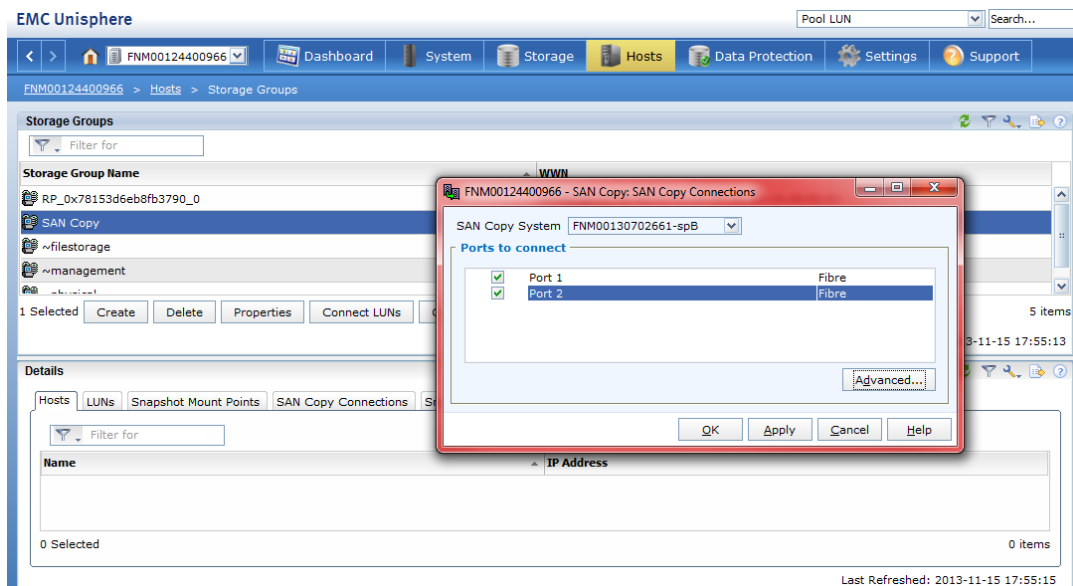 EMC Unisphere
Pool LUN Search...
FNM00124400966 Dashboard System Storage Hosts Data Protection Settings Support
FNM00124400966 > Hosts > Storage Groups
Storage Groups
Filter for
Storage Group Name WWN
RP_0x78153d6eb8fb3790_0
SAN Copy
~filestorage
~management
1 Selected Create Delete Properties Connect LUNs 5 items
3-11-15 17:55:13
FNM00124400966 - SAN Copy: SAN Copy Connections
SAN Copy System FNM00130702661-spB
Ports to connect
Port 1 Fibre
Port 2 Fibre
Advanced...
OK Apply Cancel Help
Details
Hosts LUNs Snapshot Mount Points SAN Copy Connections
Filter for
Name IP Address
0 Selected 0 items
Last Refreshed: 2013-11-15 17:55:15